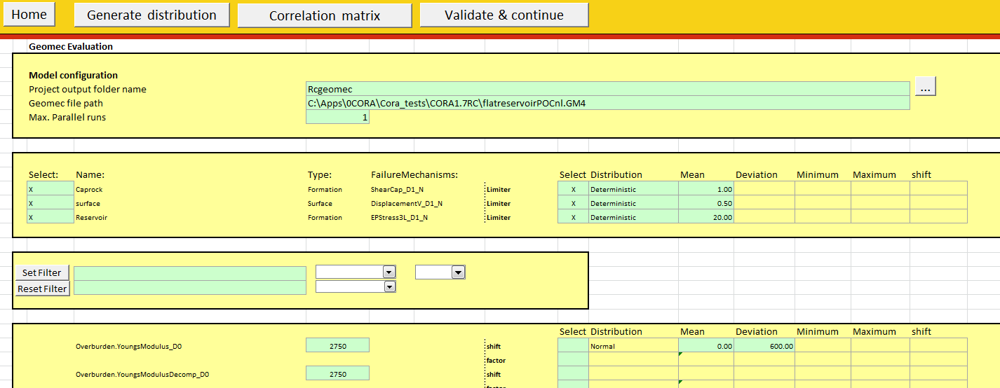 Home Generate distribution Correlation matrix Validate & continue
Geomec Evaluation
Model configuration
Project output folder name Rcgeomec ...
Geomec file path C:\Apps\0CORA\Cora_tests\CORA1.7RC\flatreservoirPOCnl.GM4
Max. Parallel runs 1
Select: Name: Type: FailureMechanisms: Select Distribution Mean Deviation Minimum Maximum shift
X Caprock Formation ShearCap_D1_N Limiter X Deterministic 1.00
X surface Surface DisplacementV_D1_N Limiter X Deterministic 0.50
X Reservoir Formation EPStress3L_D1_N Limiter X Deterministic 20.00
Set Filter
Reset Filter
Select Distribution Mean Deviation Minimum Maximum shift
Overburden.YoungsModulus_D0 2750 shift Normal 0.00 600.00
factor
Overburden.YoungsModulusDecomp_D0 2750 shift
factor